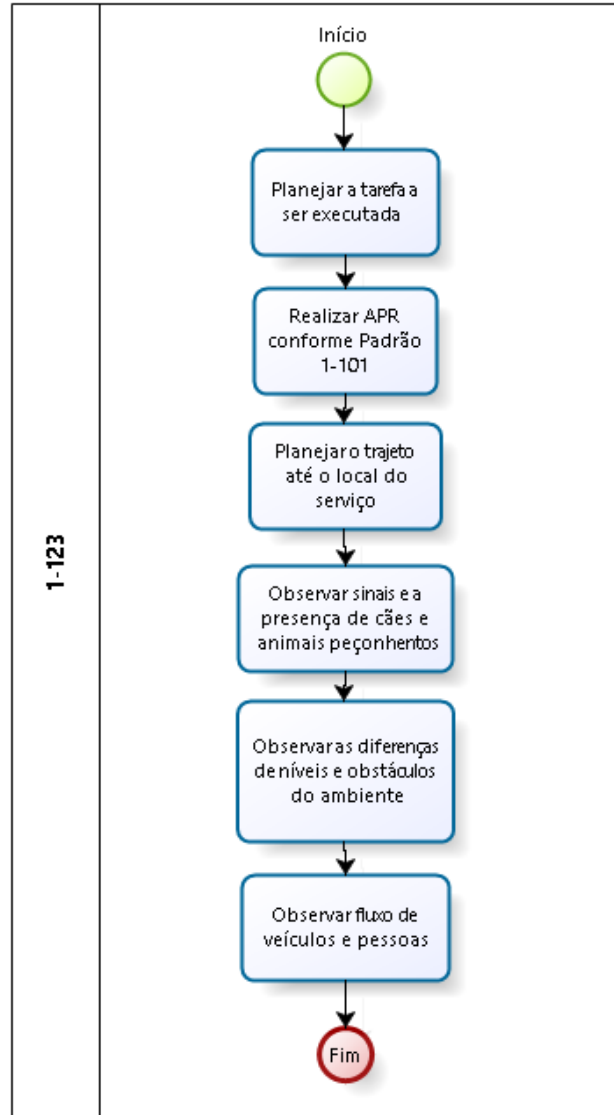 Início
Planejar a tarefa a
ser executada
Realizar APR
conforme Padrão
1-101
Planejar o trajeto
até o local do
serviço
1-123
Observar sinais e a
presença de cães e
animais peçonhentos
Observar as diferenças
de níveis e obstáculos
do ambiente
Observar fluxo de
veículos e pessoas
Fim